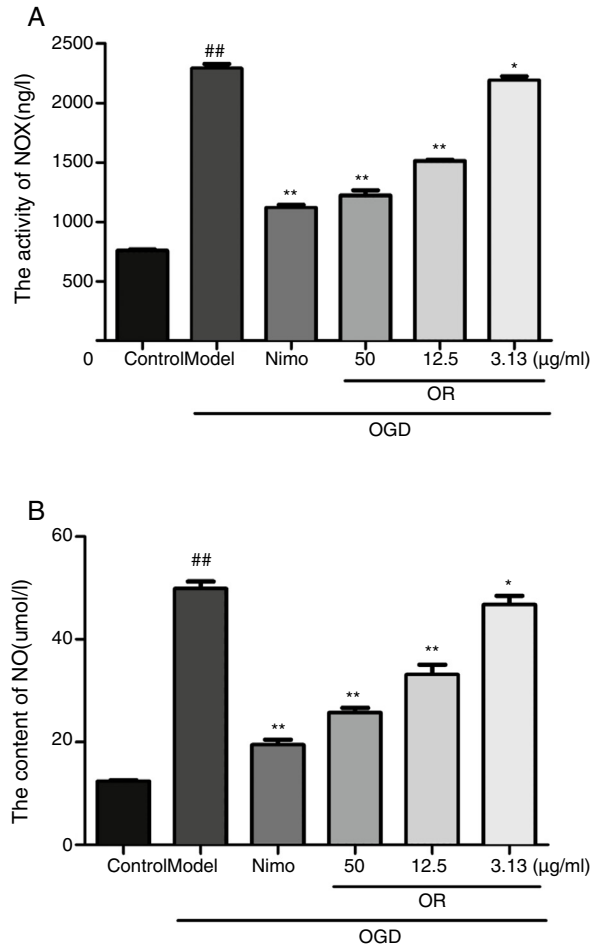 A
The activity of NOX(ng/l)
2500
2000
1500
1000
500
0
##
**
**
**
*
ControlModel Nimo 50 12.5 3.13 (μg/ml)
OR
OGD
B
The content of NO(umol/l)
60
40
20
0
##
**
**
**
*
ControlModel Nimo 50 12.5 3.13 (μg/ml)
OR
OGD